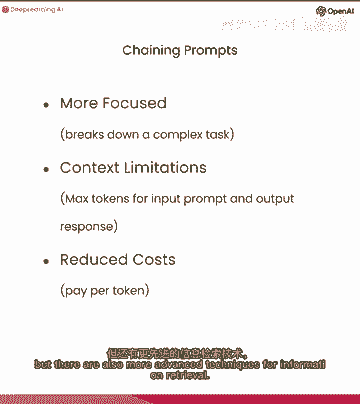 DeepLearning.AI
OpenAI
Chaining Prompts
• More Focused
(breaks down a complex task)
• Context Limitations
(Max tokens for input prompt and output
response)
• Reduced Costs
(pay per token)
但还有更先进的信息检索技术。
but there are also more advanced techniques for informati
on retrieval.